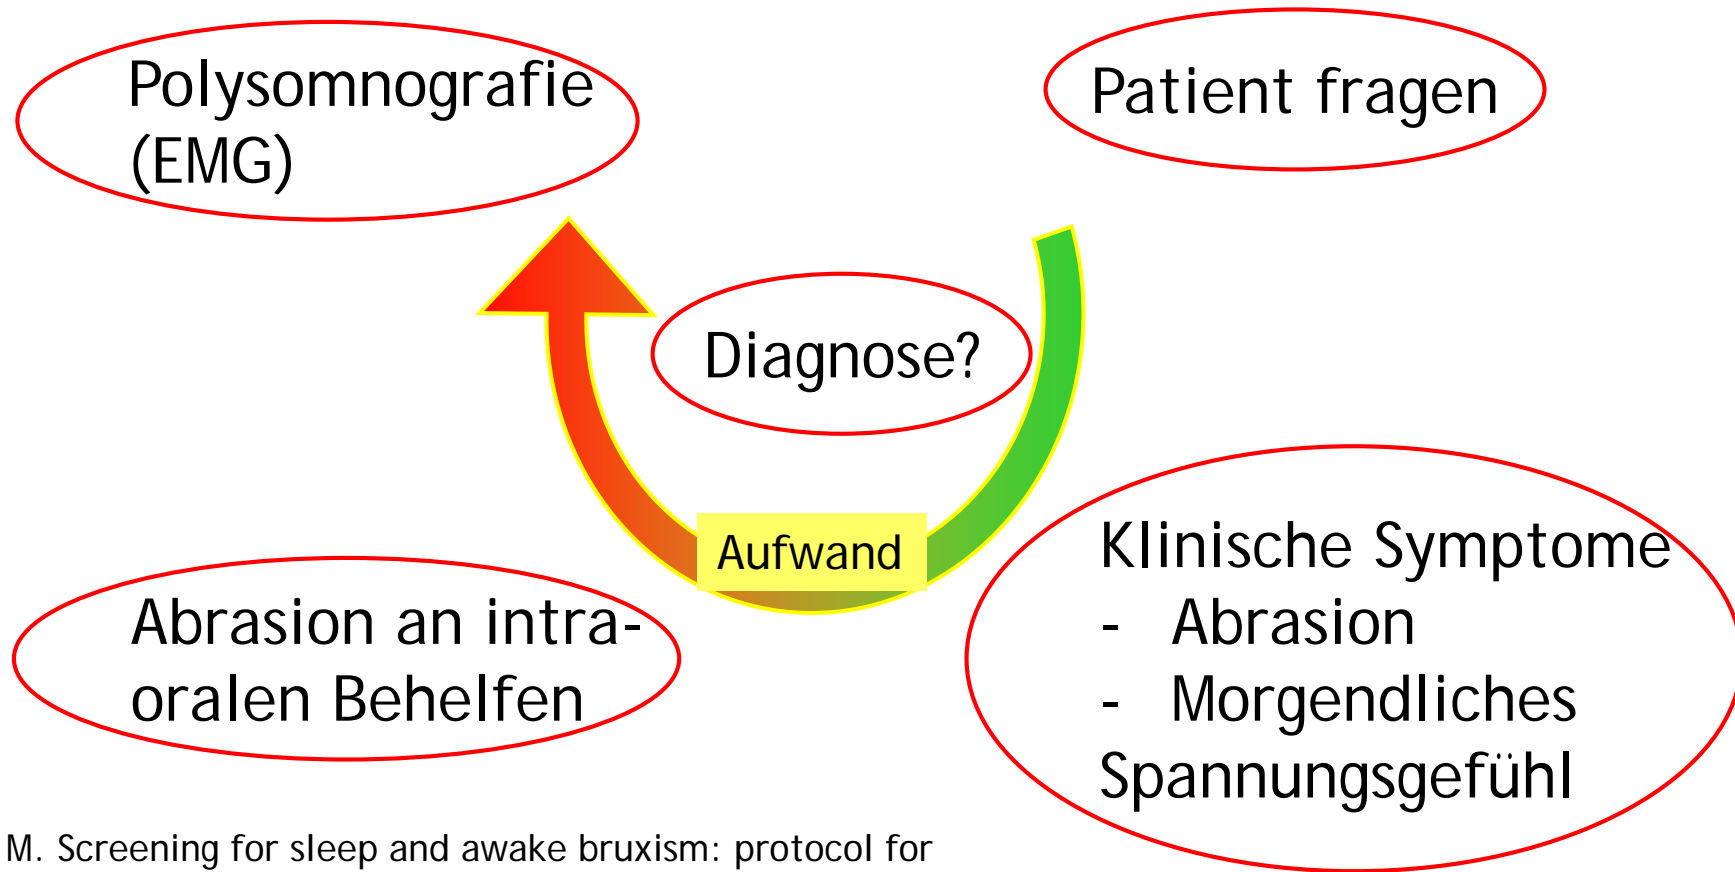 Polysomnografie
(EMG)
Patient fragen
Diagnose?
Aufwand
Klinische Symptome
- Abrasion
- Morgendliches
Spannungsgefühl
Abrasion an intra-
oralen Behelfen
M. Screening for sleep and awake bruxism: protocol for